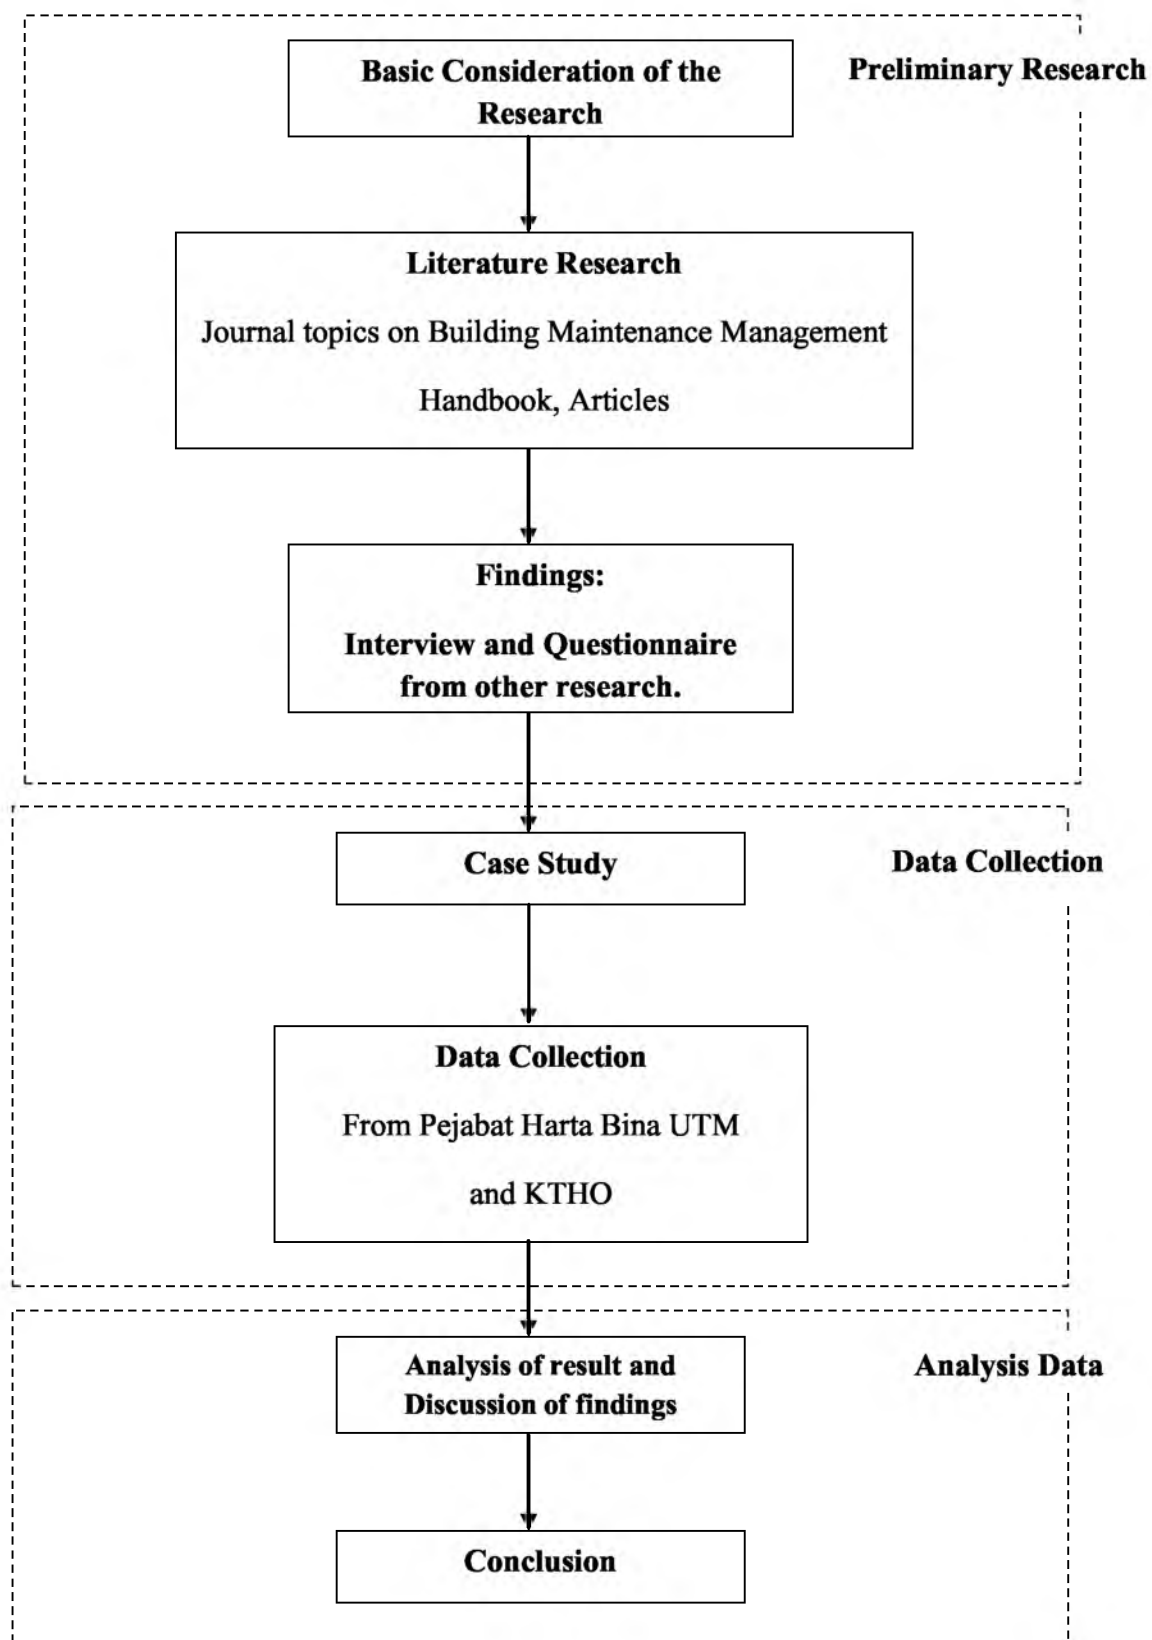 Basic Consideration of the
Research
Preliminary Research
Literature Research
Journal topics on Building Maintenance Management
Handbook, Articles
Findings:
Interview and Questionnaire
from other research.
Case Study
Data Collection
Data Collection
From Pejabat Harta Bina UTM
and KTHO
Analysis of result and
Discussion of findings
Analysis Data
Conclusion